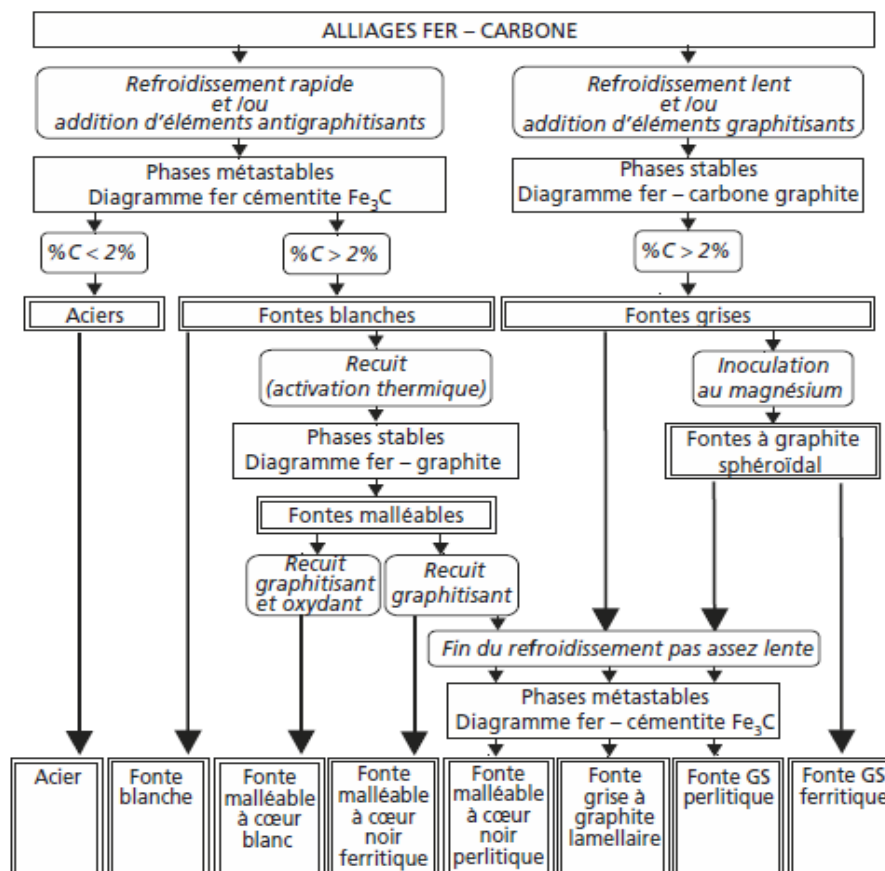 ALLIAGES FER – CARBONE
Refroidissement rapide
et /ou
addition d'éléments antigraphitisants
Refroidissement lent
et /ou
addition d'éléments graphitisants
Phases métastables
Diagramme fer cémentite Fe₃C
Phases stables
Diagramme fer – carbone graphite
%C < 2%
%C > 2%
%C > 2%
Aciers
Fontes blanches
Fontes grises
Recuit
(activation thermique)
Inoculation
au magnésium
Phases stables
Diagramme fer – graphite
Fontes à graphite
sphéroïdal
Fontes malléables
Recuit
graphitisant
et oxydant
Recuit
graphitisant
Fin du refroidissement pas assez lente
Phases métastables
Diagramme fer – cémentite Fe₃C
Acier
Fonte
blanche
Fonte
malléable
à cœur
blanc
Fonte
malléable
à cœur
noir
ferritique
Fonte
malléable
à cœur
noir
perlitique
Fonte
grise à
graphite
lamellaire
Fonte GS
perlitique
Fonte GS
ferritique